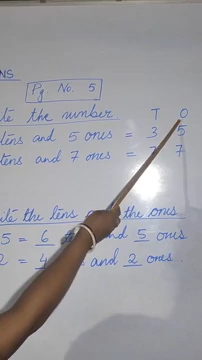 NS
Pg No. 5
te the number T O
tens and 5 ones = 3 5
tens and 7 ones = 7
ite the tens the ones
5 = 6 and 5 ones
2 = 4 and 2 ones